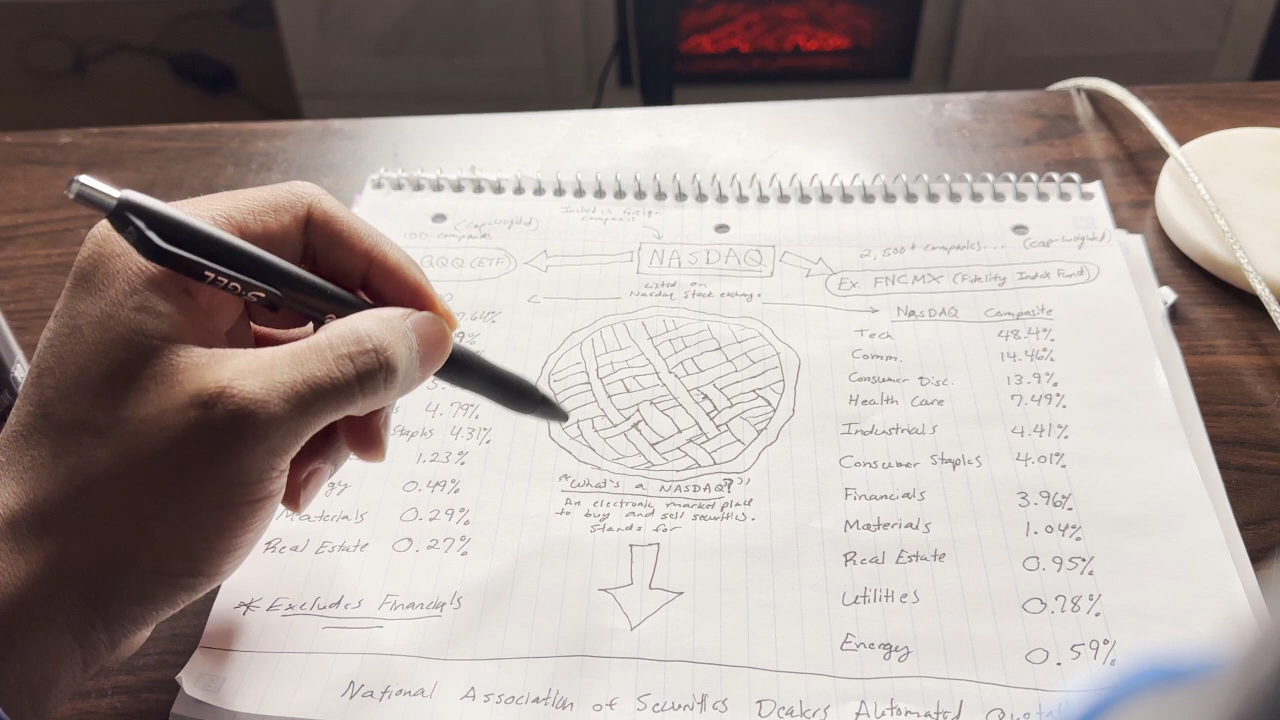 Includes foreign
companies
(cap-weighted)
100 companies
QQQ (ETF)
NASDAQ
2,500+ companies... (cap-weighted)
Ex. FNCMX (Fidelity Index Fund)
Listed on
Nasdaq Stock exchange
S·GEL
4.79%
Staples 4.31%
1.23%
0.49%
Materials 0.29%
Real Estate 0.27%
* Excludes Financials
"What's a NASDAQ?"
An electronic market place
to buy and sell securities.
Stands for
NASDAQ Composite
Tech 48.4%
Comm. 14.46%
Consumer Disc. 13.9%
Health Care 7.49%
Industrials 4.41%
Consumer Staples 4.01%
Financials 3.96%
Materials 1.04%
Real Estate 0.95%
Utilities 0.78%
Energy 0.59%
National Association of Securities Dealers Automated